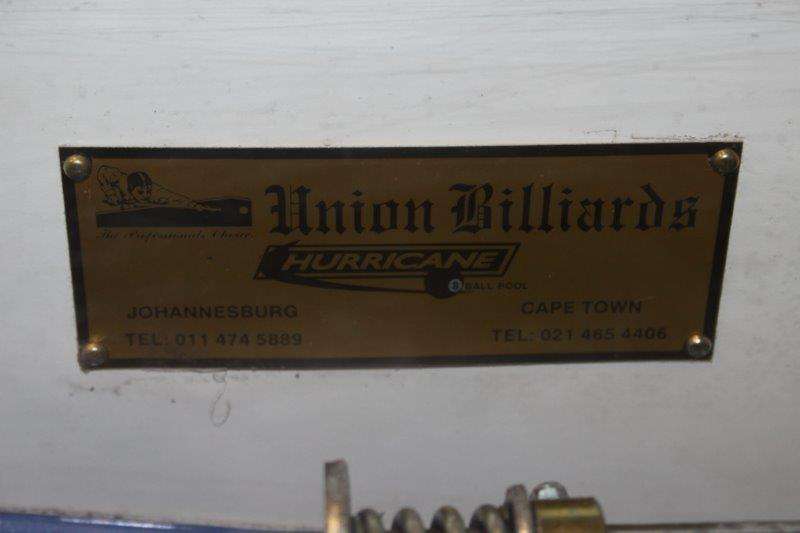 Union Billiards
The Professionals Choice
HURRICANE
8 BALL POOL
JOHANNESBURG
TEL: 011 474 5889
CAPE TOWN
TEL: 021 465 4406